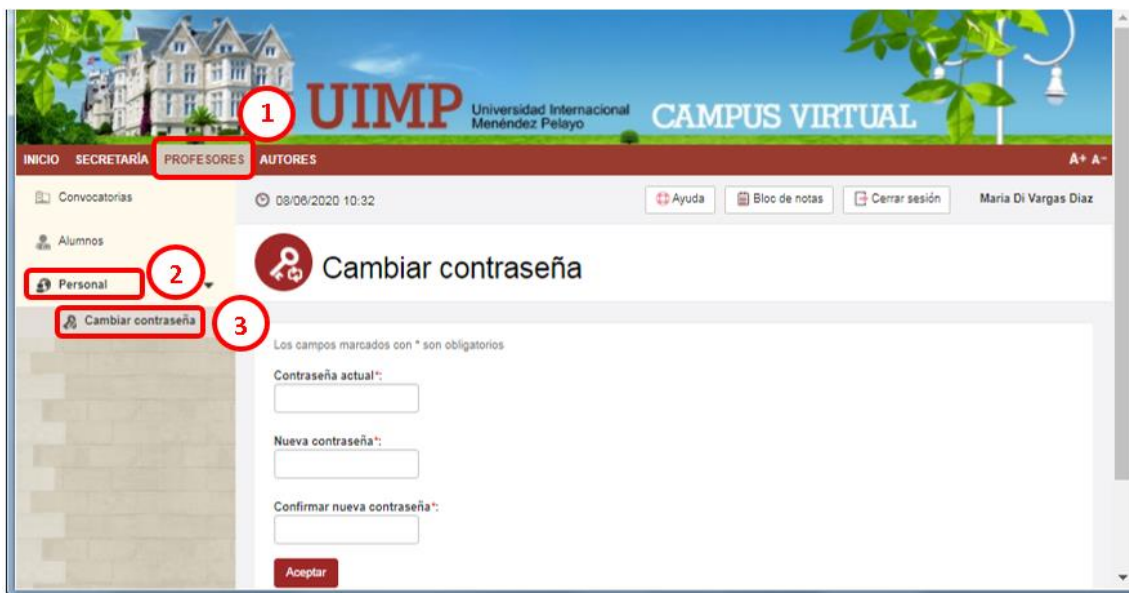 UIMP Universidad Internacional
Menéndez Pelayo
CAMPUS VIRTUAL
1
INICIO SECRETARÍA PROFESORES AUTORES A+ A-
Convocatorias
Alumnos
Personal
2
Cambiar contraseña
3
08/06/2020 10:32 Ayuda Bloc de notas Cerrar sesión Maria Di Vargas Diaz
Cambiar contraseña
Los campos marcados con * son obligatorios
Contraseña actual*:
Nueva contraseña*:
Confirmar nueva contraseña*:
Aceptar